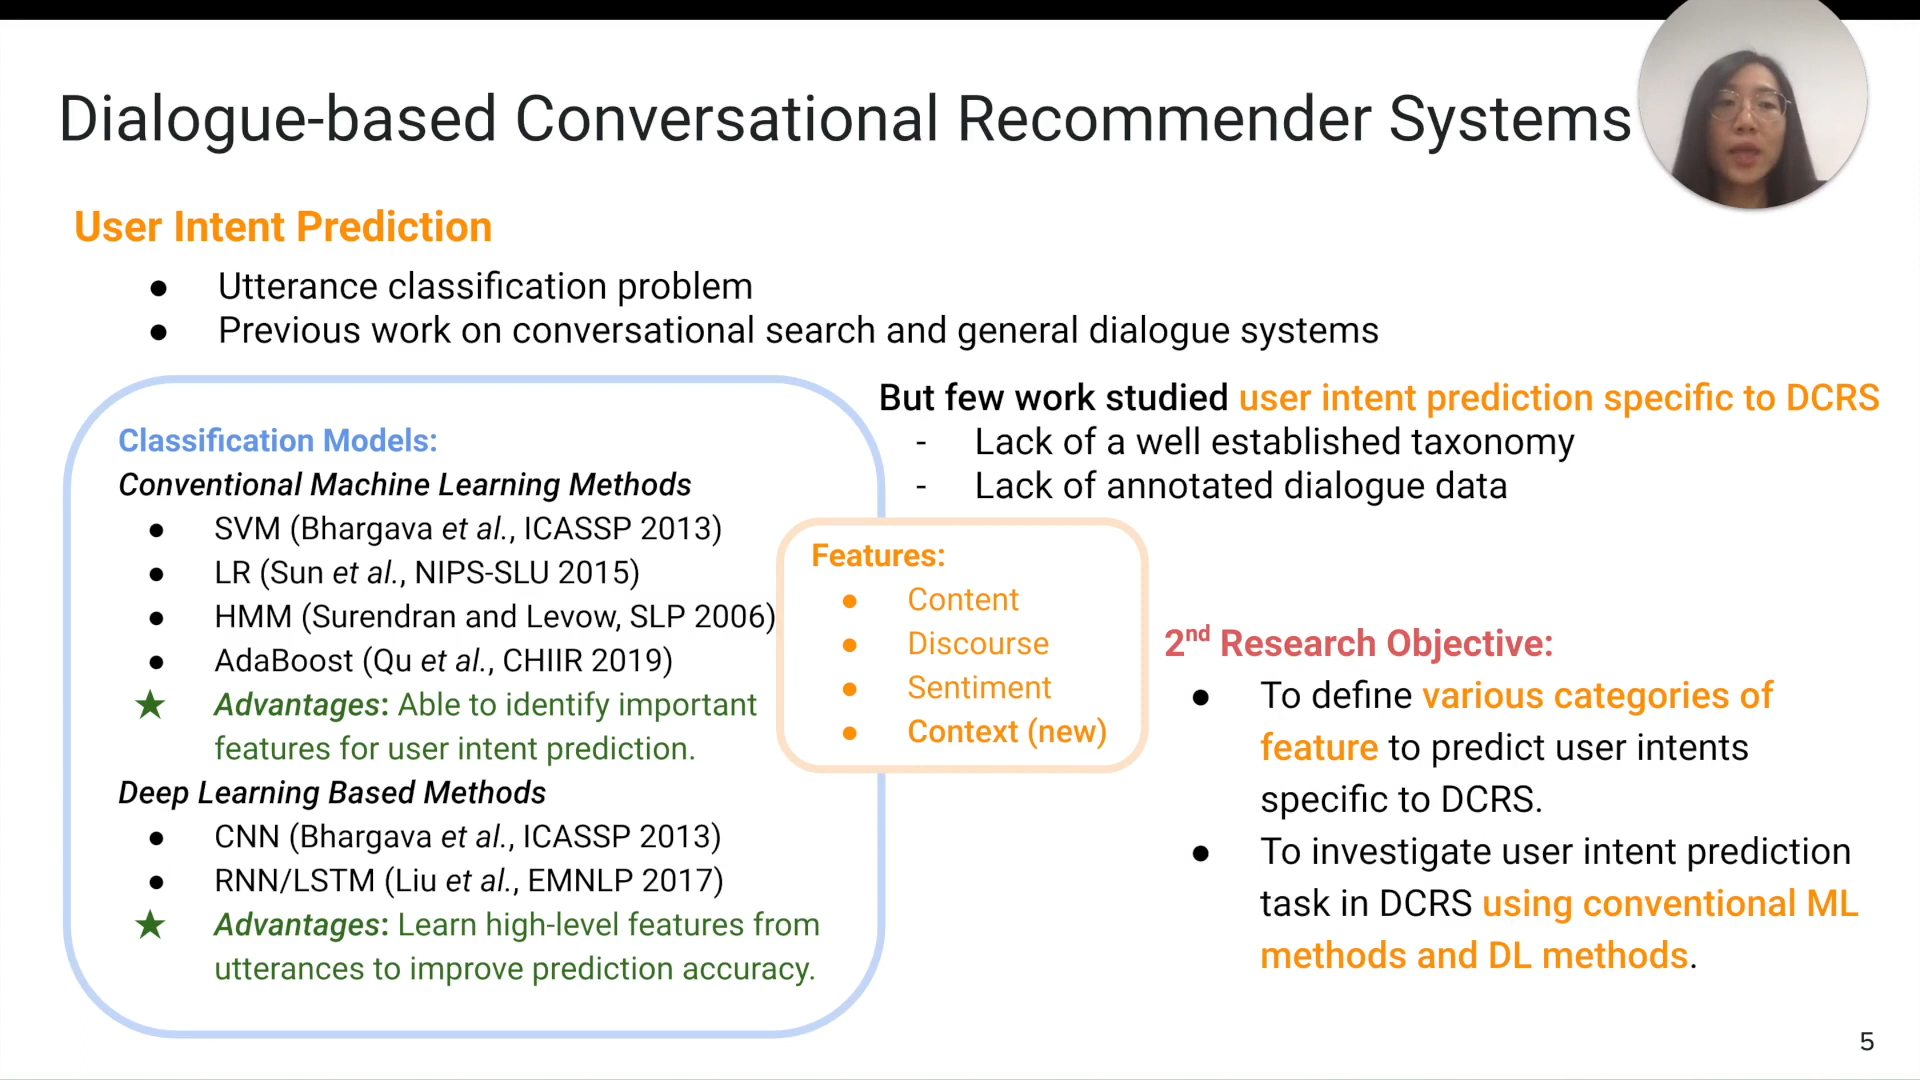 Dialogue-based Conversational Recommender Systems
User Intent Prediction
● Utterance classification problem
● Previous work on conversational search and general dialogue systems
Classification Models:
Conventional Machine Learning Methods
● SVM (Bhargava et al., ICASSP 2013)
● LR (Sun et al., NIPS-SLU 2015)
● HMM (Surendran and Levow, SLP 2006)
● AdaBoost (Qu et al., CHIIR 2019)
★ Advantages: Able to identify important
features for user intent prediction.
Deep Learning Based Methods
● CNN (Bhargava et al., ICASSP 2013)
● RNN/LSTM (Liu et al., EMNLP 2017)
★ Advantages: Learn high-level features from
utterances to improve prediction accuracy.
But few work studied user intent prediction specific to DCRS
- Lack of a well established taxonomy
- Lack of annotated dialogue data
Features:
● Content
● Discourse
● Sentiment
● Context (new)
2nd Research Objective:
● To define various categories of
feature to predict user intents
specific to DCRS.
● To investigate user intent prediction
task in DCRS using conventional ML
methods and DL methods.
5